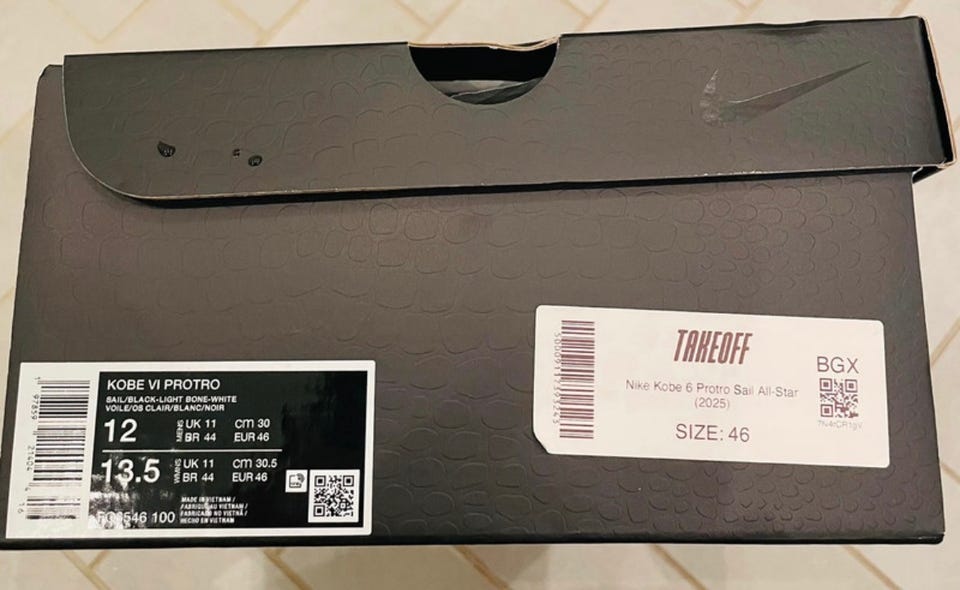 KOBE VI PROTRO
SAIL/BLACK-LIGHT BONE-WHITE
VOILE/OS CLAIR/BLANC/NOIR
12 MENS UK 11 cm 30
BR 44 EUR 46
13.5 WMNS UK 11 cm 30.5
BR 44 EUR 46
546 100
MADE IN VIETNAM /
FABRIQUÉ AU VIETNAM /
FABRICADO NO VIETNÃ /
HECHO EN VIETNAM
TAKEOFF
BGX
Nike Kobe 6 Protro Sail All-Star
(2025)
SIZE: 46